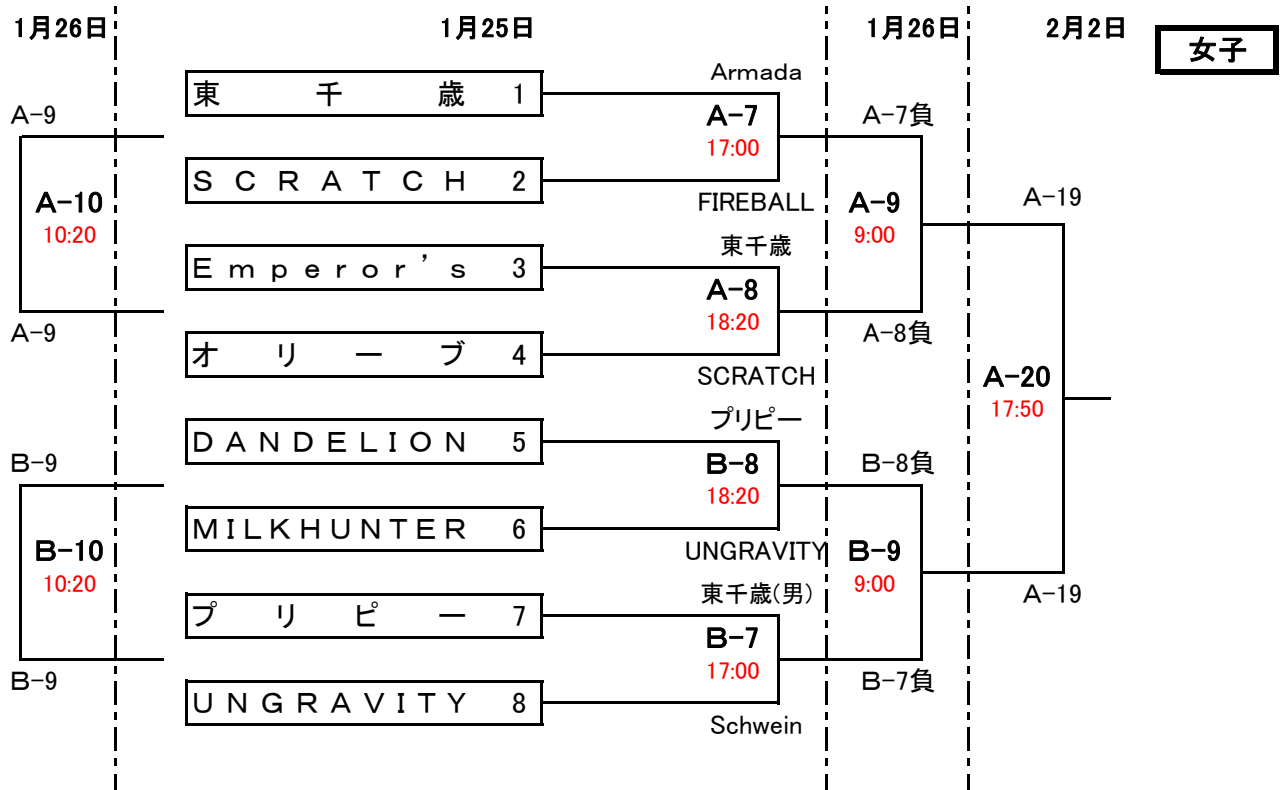 1月26日 1月25日 1月26日 2月2日
女子
Armada
東千歳 1
A-9 A-7 A-7負
17:00
SCRATCH 2
A-10 FIREBALL A-9 A-19
10:20 東千歳 9:00
Emperor's 3
A-8
18:20
A-9 A-8負
オリーブ 4
SCRATCH A-20
プリピー 17:50
DANDELION 5
B-9 B-8 B-8負
18:20
MILKHUNTER 6
B-10 UNGRAVITY B-9
10:20 東千歳(男) 9:00 A-19
プリピー 7
B-7
17:00
B-9 B-7負
UNGRAVITY 8
Schwein